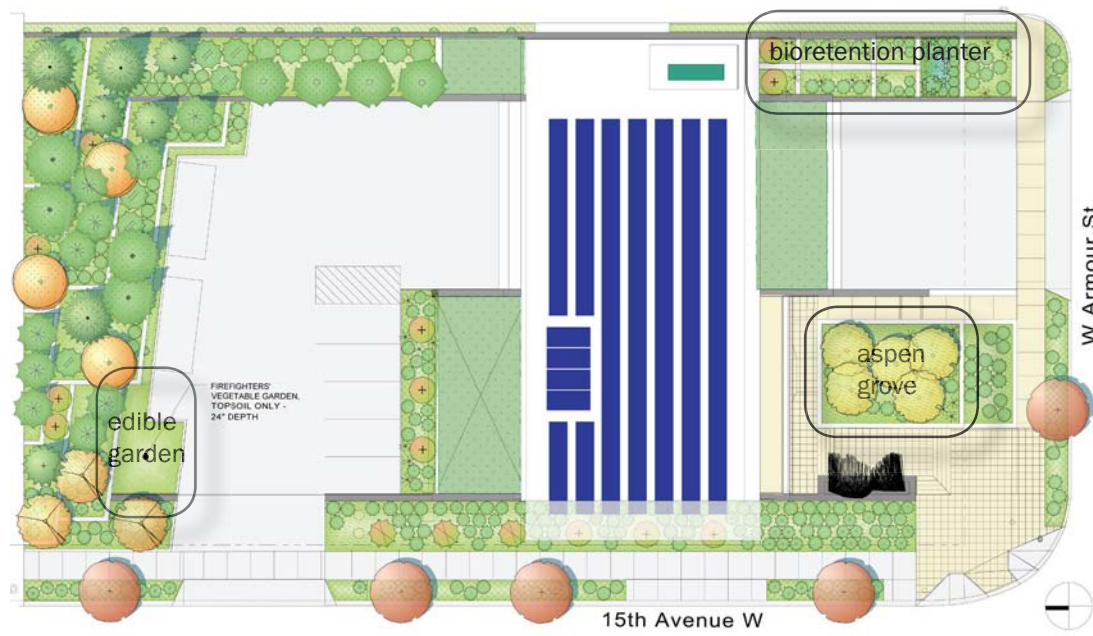 bioretention planter
W Armour St
aspen
grove
FIREFIGHTERS'
VEGETABLE GARDEN,
TOPSOIL ONLY -
24" DEPTH
edible
garden
15th Avenue W